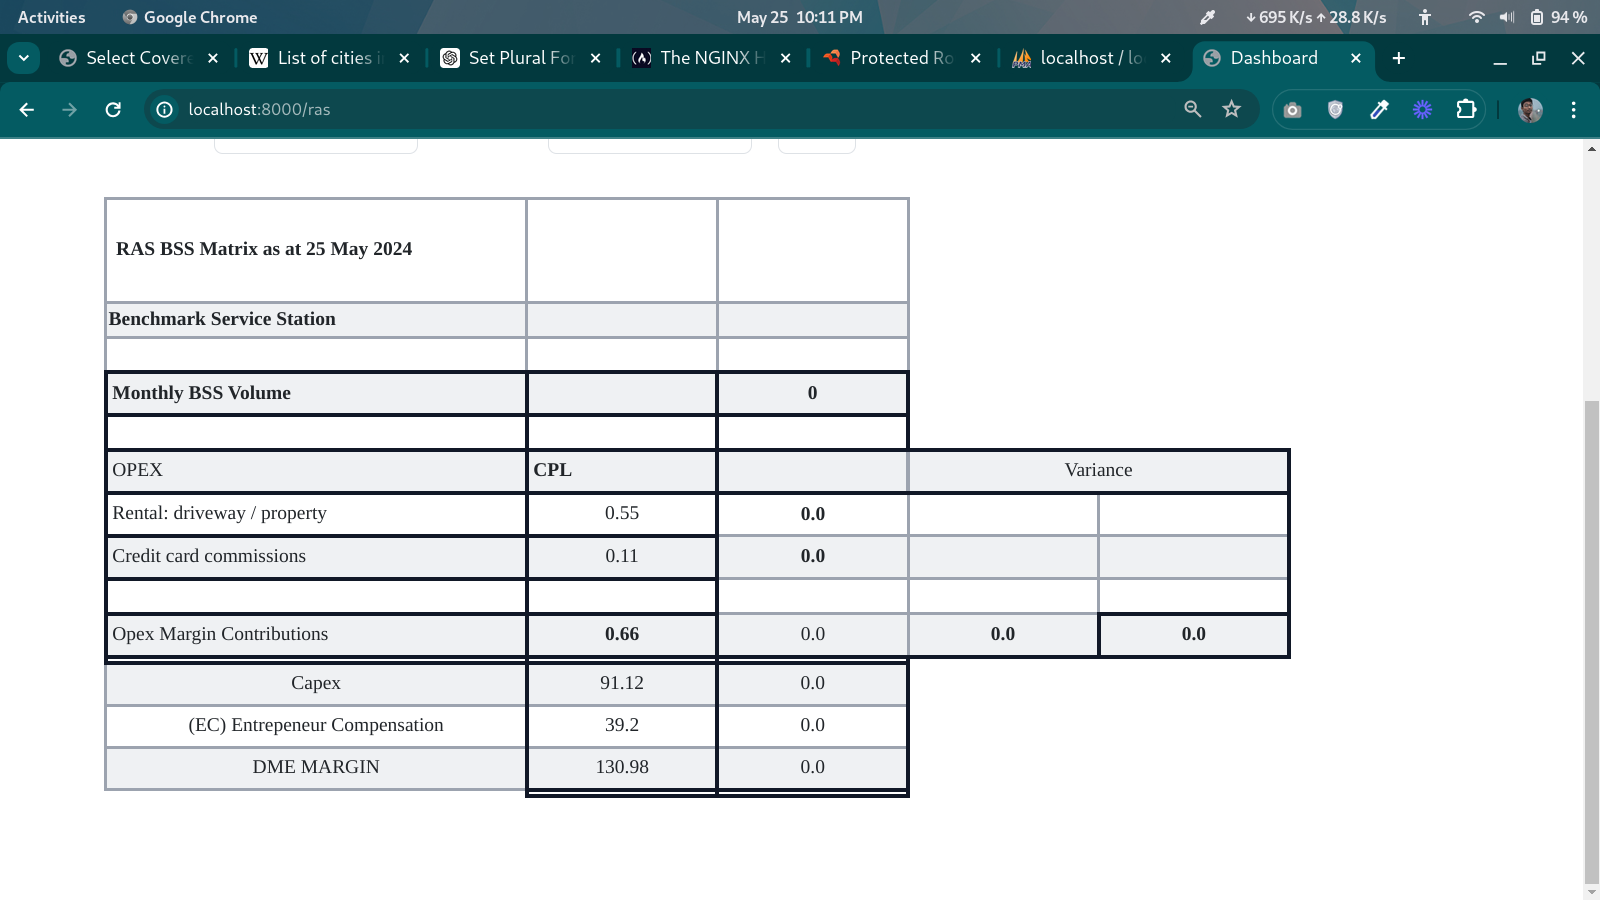 Activities Google Chrome May 25 10:11 PM 695 K/s 28.8 K/s 94 %
Select Covere List of cities i Set Plural For The NGINX H Protected Ro localhost / lo Dashboard
localhost:8000/ras
RAS BSS Matrix as at 25 May 2024
Benchmark Service Station
Monthly BSS Volume 0
OPEX CPL Variance
Rental: driveway / property 0.55 0.0
Credit card commissions 0.11 0.0
Opex Margin Contributions 0.66 0.0 0.0 0.0
Capex 91.12 0.0
(EC) Entrepeneur Compensation 39.2 0.0
DME MARGIN 130.98 0.0